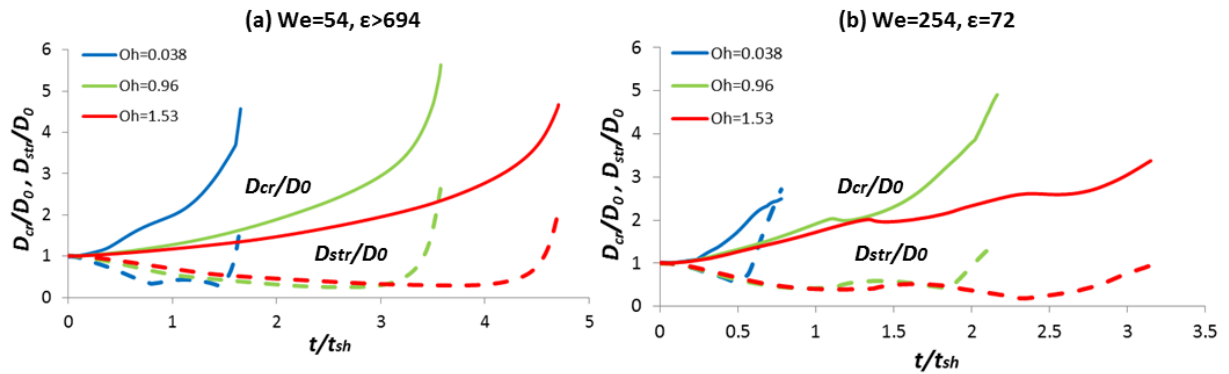 (a) We=54, ε>694
6
5
4
3
2
1
0
Dcr/D0 , Dstr/D0
Oh=0.038
Oh=0.96
Oh=1.53
Dcr/D0
Dstr/D0
0 1 2 3 4 5
t/tsh
(b) We=254, ε=72
6
5
4
3
2
1
0
Dcr/D0 , Dstr/D0
Oh=0.038
Oh=0.96
Oh=1.53
Dcr/D0
Dstr/D0
0 0.5 1 1.5 2 2.5 3 3.5
t/tsh